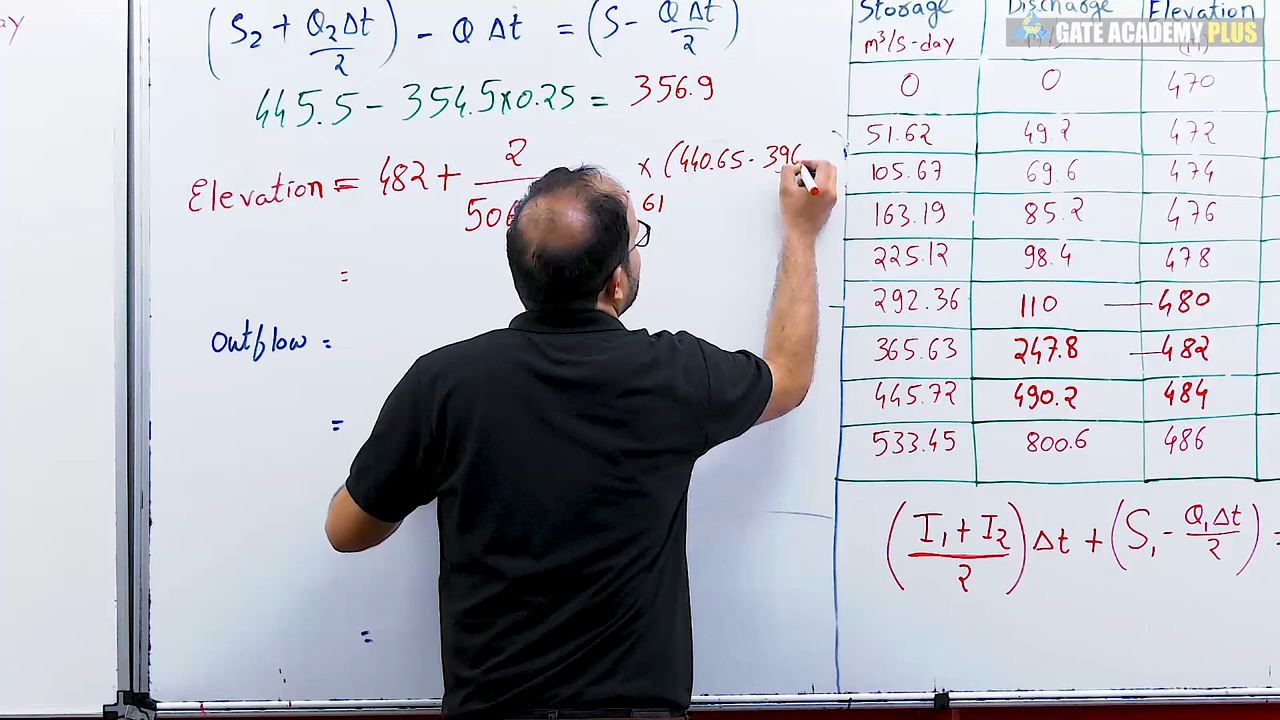 ay
(S2 + Q2Δt/2) - QΔt = (S - QΔt/2)
445.5 - 354.5×0.25 = 356.9
Elevation = 482 + 2/506 61 × (440.65 - 396
=
Outflow =
=
=
Storage Discharge Elevation
m³/s-day
0 0 470
51.62 49.2 472
105.67 69.6 474
163.19 85.2 476
225.12 98.4 478
292.36 110 480
365.63 247.8 482
445.72 490.2 484
533.45 800.6 486
(I1 + I2/2)Δt + (S1 - Q1Δt/2) =
GATE ACADEMY PLUS